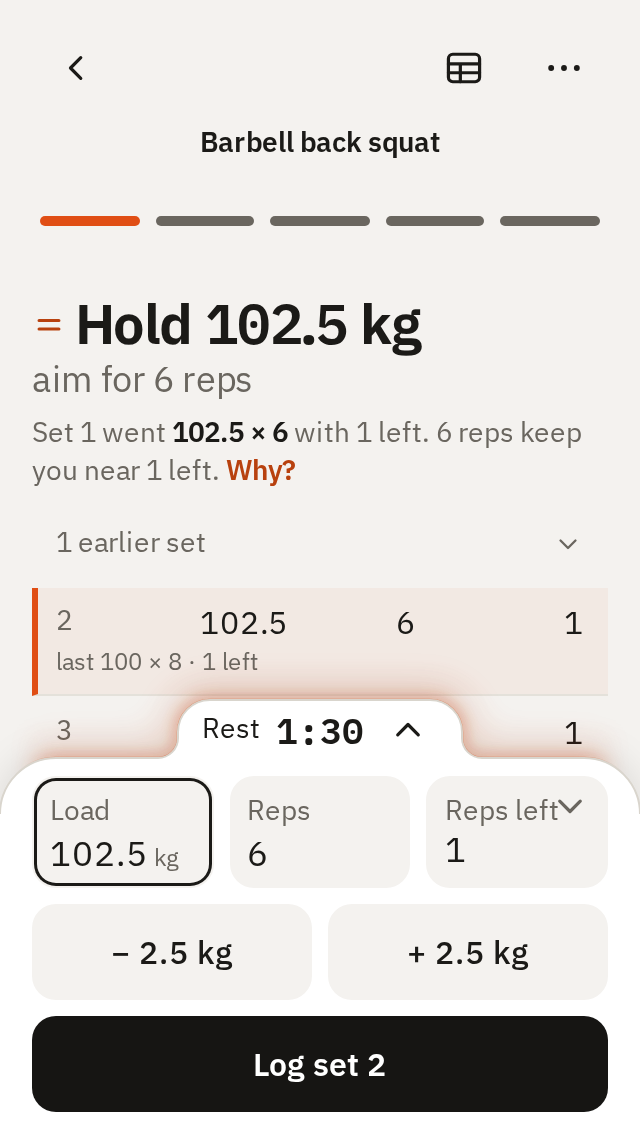 Barbell back squat
= Hold 102.5 kg
aim for 6 reps
Set 1 went 102.5 × 6 with 1 left. 6 reps keep
you near 1 left. Why?
1 earlier set
2 102.5 6 1
last 100 × 8 · 1 left
3 1
Rest 1:30
Load Reps Reps left
102.5 kg 6 1
− 2.5 kg + 2.5 kg
Log set 2